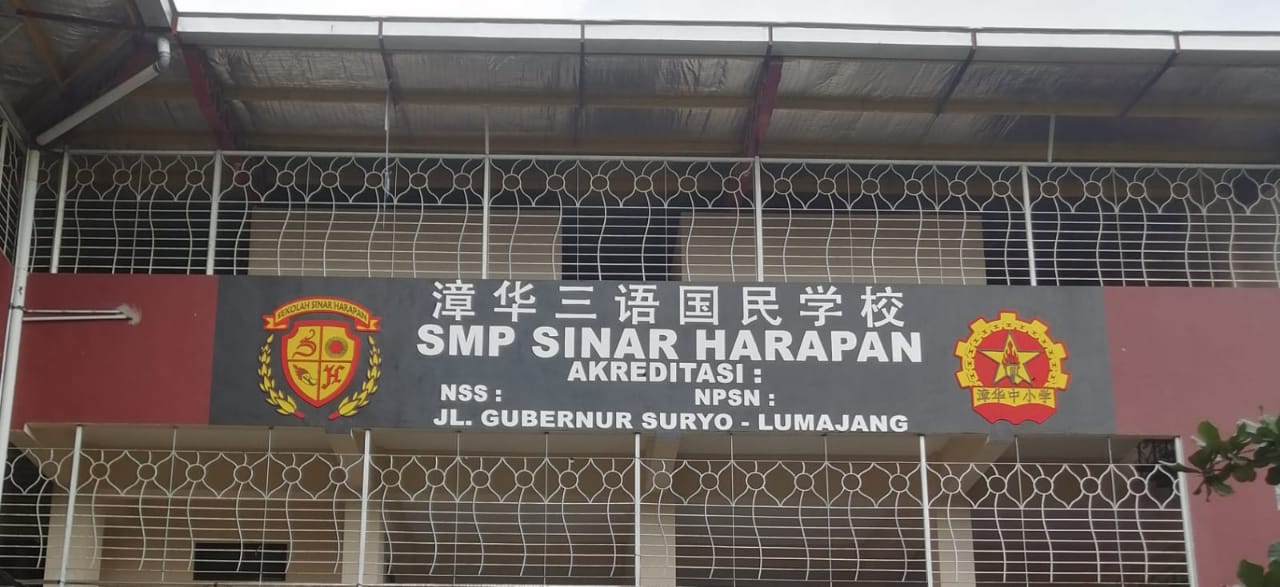 漳华三语国民学校
SMP SINAR HARAPAN
AKREDITASI :
NSS : NPSN :
JL. GUBERNUR SURYO - LUMAJANG
SEKOLAH SINAR HARAPAN
S
H
漳华中小学